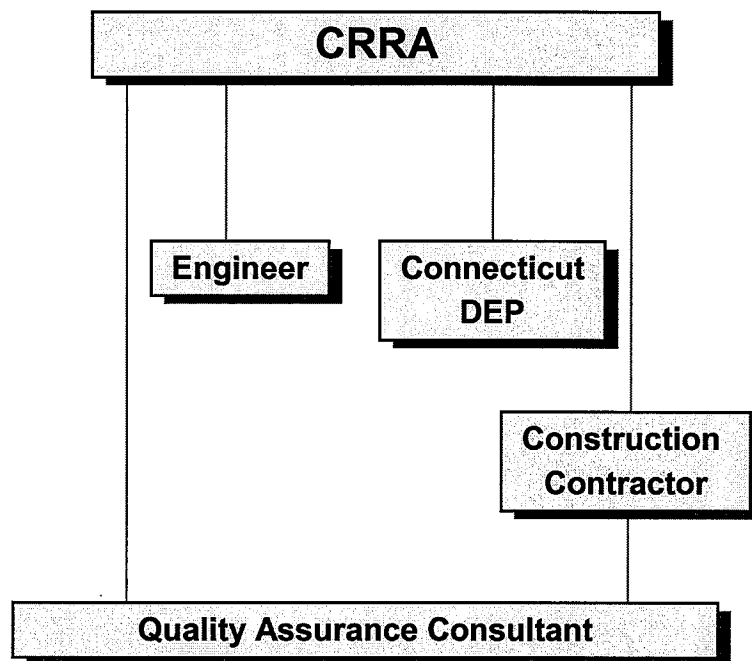 CRRA
Engineer
Connecticut
DEP
Construction
Contractor
Quality Assurance Consultant